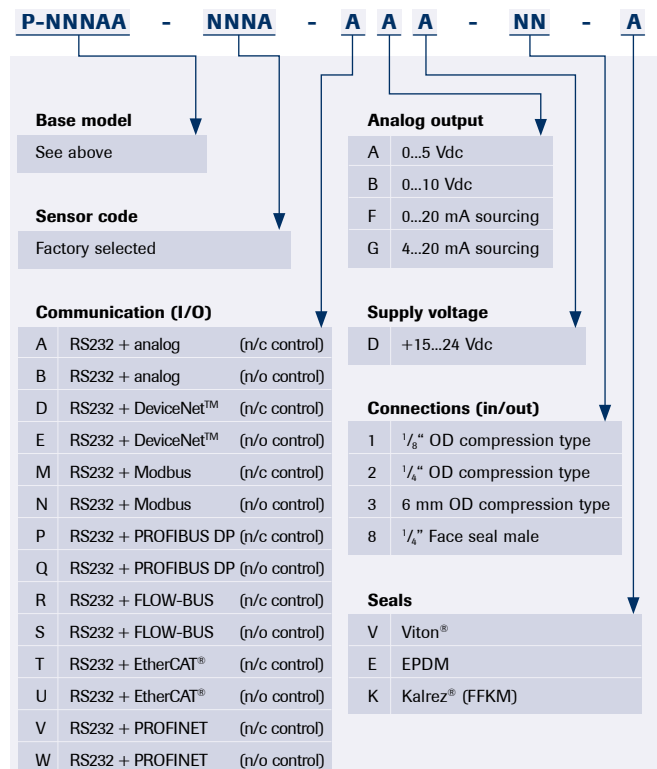 P-NNNAA - NNNA - A A A - NN - A
Base model
See above
Sensor code
Factory selected
Communication (I/O)
A RS232 + analog (n/c control)
B RS232 + analog (n/o control)
D RS232 + DeviceNet™ (n/c control)
E RS232 + DeviceNet™ (n/o control)
M RS232 + Modbus (n/c control)
N RS232 + Modbus (n/o control)
P RS232 + PROFIBUS DP (n/c control)
Q RS232 + PROFIBUS DP (n/o control)
R RS232 + FLOW-BUS (n/c control)
S RS232 + FLOW-BUS (n/o control)
T RS232 + EtherCAT® (n/c control)
U RS232 + EtherCAT® (n/o control)
V RS232 + PROFINET (n/c control)
W RS232 + PROFINET (n/o control)
Analog output
A 0...5 Vdc
B 0...10 Vdc
F 0...20 mA sourcing
G 4...20 mA sourcing
Supply voltage
D +15...24 Vdc
Connections (in/out)
1 1/8“ OD compression type
2 1/4“ OD compression type
3 6 mm OD compression type
8 1/4” Face seal male
Seals
V Viton®
E EPDM
K Kalrez® (FFKM)